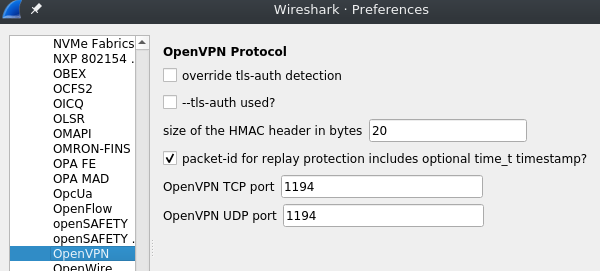 Wireshark · Preferences
NVMe Fabrics
NXP 802154 .
OBEX
OCFS2
OICQ
OLSR
OMAPI
OMRON-FINS
OPA FE
OPA MAD
OpcUa
OpenFlow
openSAFETY
openSAFETY .
OpenVPN
OpenWire
OpenVPN Protocol
override tls-auth detection
--tls-auth used?
size of the HMAC header in bytes 20
packet-id for replay protection includes optional time_t timestamp?
OpenVPN TCP port 1194
OpenVPN UDP port 1194